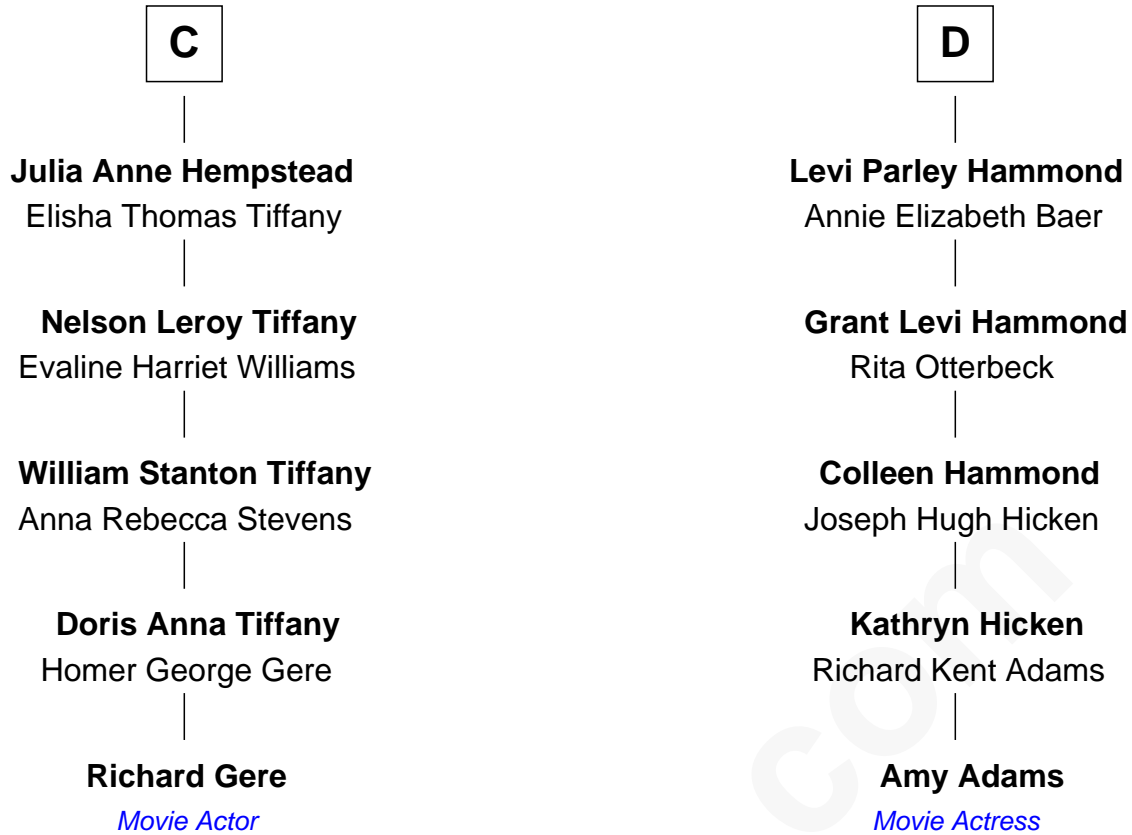 C
Julia Anne Hempstead
Elisha Thomas Tiffany
Nelson Leroy Tiffany
Evaline Harriet Williams
William Stanton Tiffany
Anna Rebecca Stevens
Doris Anna Tiffany
Homer George Gere
Richard Gere
Movie Actor
D
Levi Parley Hammond
Annie Elizabeth Baer
Grant Levi Hammond
Rita Otterbeck
Colleen Hammond
Joseph Hugh Hicken
Kathryn Hicken
Richard Kent Adams
Amy Adams
Movie Actress
com